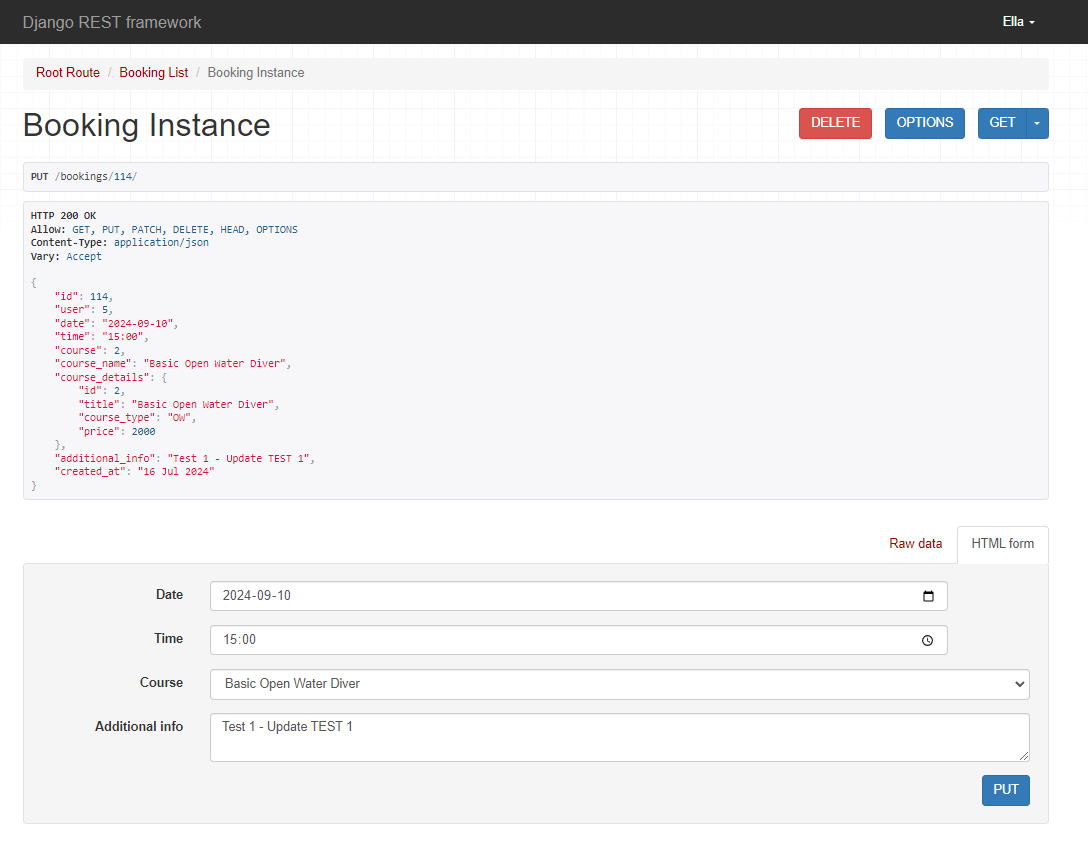 Django REST framework
Ella
Root Route / Booking List / Booking Instance
Booking Instance
DELETE
OPTIONS
GET
PUT /bookings/114/
HTTP 200 OK
Allow: GET, PUT, PATCH, DELETE, HEAD, OPTIONS
Content-Type: application/json
Vary: Accept
{
    "id": 114,
    "user": 5,
    "date": "2024-09-10",
    "time": "15:00",
    "course": 2,
    "course_name": "Basic Open Water Diver",
    "course_details": {
        "id": 2,
        "title": "Basic Open Water Diver",
        "course_type": "OW",
        "price": 2000
    },
    "additional_info": "Test 1 - Update TEST 1",
    "created_at": "16 Jul 2024"
}
Raw data
HTML form
Date
2024-09-10
Time
15:00
Course
Basic Open Water Diver
Additional info
Test 1 - Update TEST 1
PUT